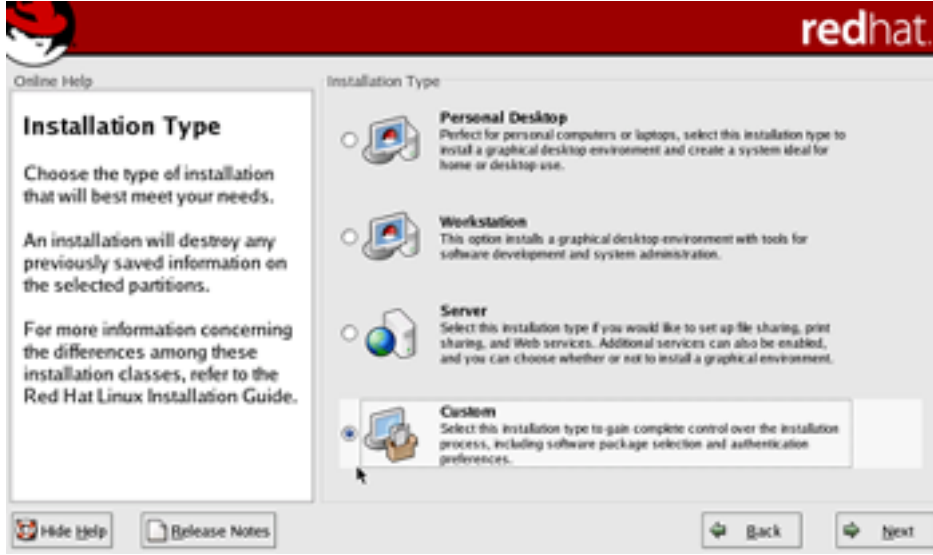 redhat.
Online Help
Installation Type
Choose the type of installation
that will best meet your needs.
An installation will destroy any
previously saved information on
the selected partitions.
For more information concerning
the differences among these
installation classes, refer to the
Red Hat Linux Installation Guide.
Installation Type
Personal Desktop
Perfect for personal computers or laptops, select this installation type to
install a graphical desktop environment and create a system ideal for
home or desktop use.
Workstation
This option installs a graphical desktop environment with tools for
software development and system administration.
Server
Select this installation type if you would like to set up file sharing, print
sharing, and Web services. Additional services can also be enabled,
and you can choose whether or not to install a graphical environment.
Custom
Select this installation type to gain complete control over the installation
process, including software package selection and authentication
preferences.
Hide Help
Release Notes
Back
Next